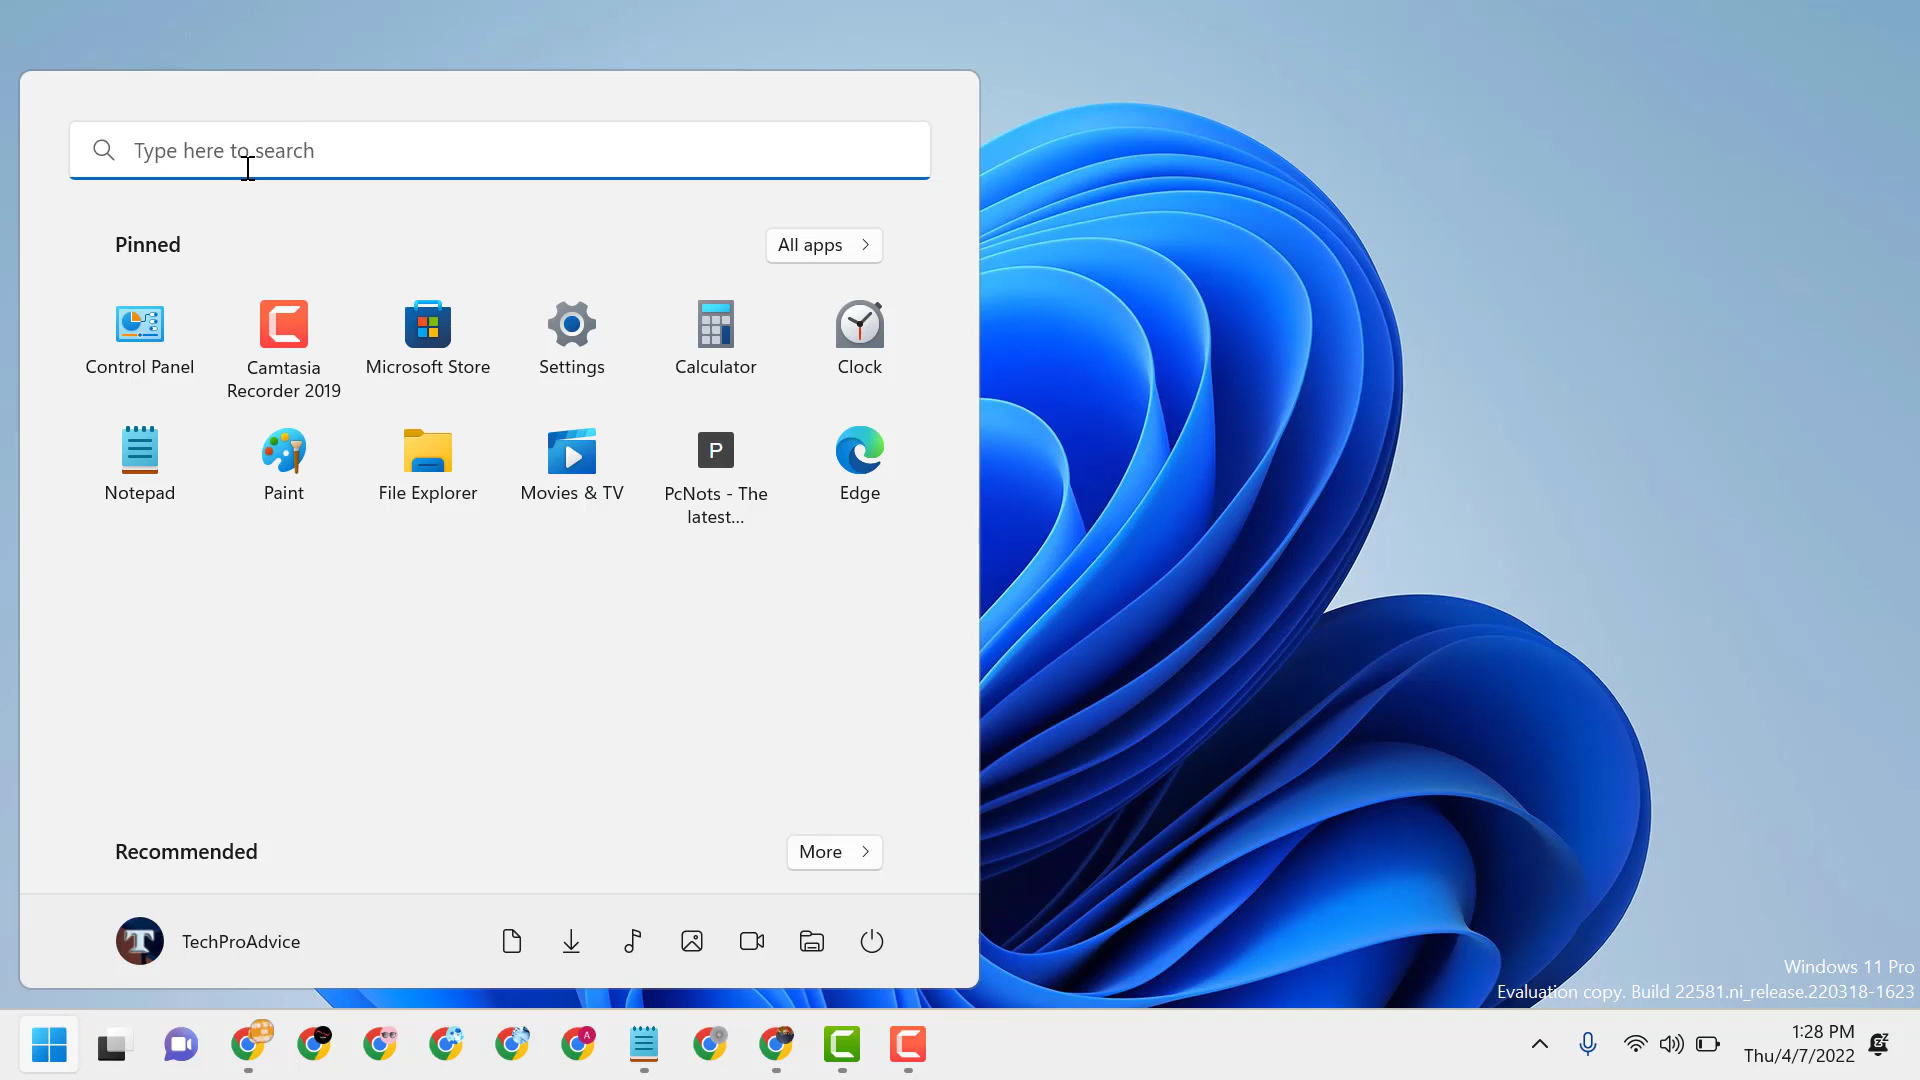 Type here to search
Pinned
All apps
Control Panel
Camtasia
Recorder 2019
Microsoft Store
Settings
Calculator
Clock
Notepad
Paint
File Explorer
Movies & TV
P
PcNots - The
latest...
Edge
Recommended
More
T
TechProAdvice
Windows 11 Pro
Evaluation copy. Build 22581.ni_release.220318-1623
A
1:28 PM
Thu/4/7/2022